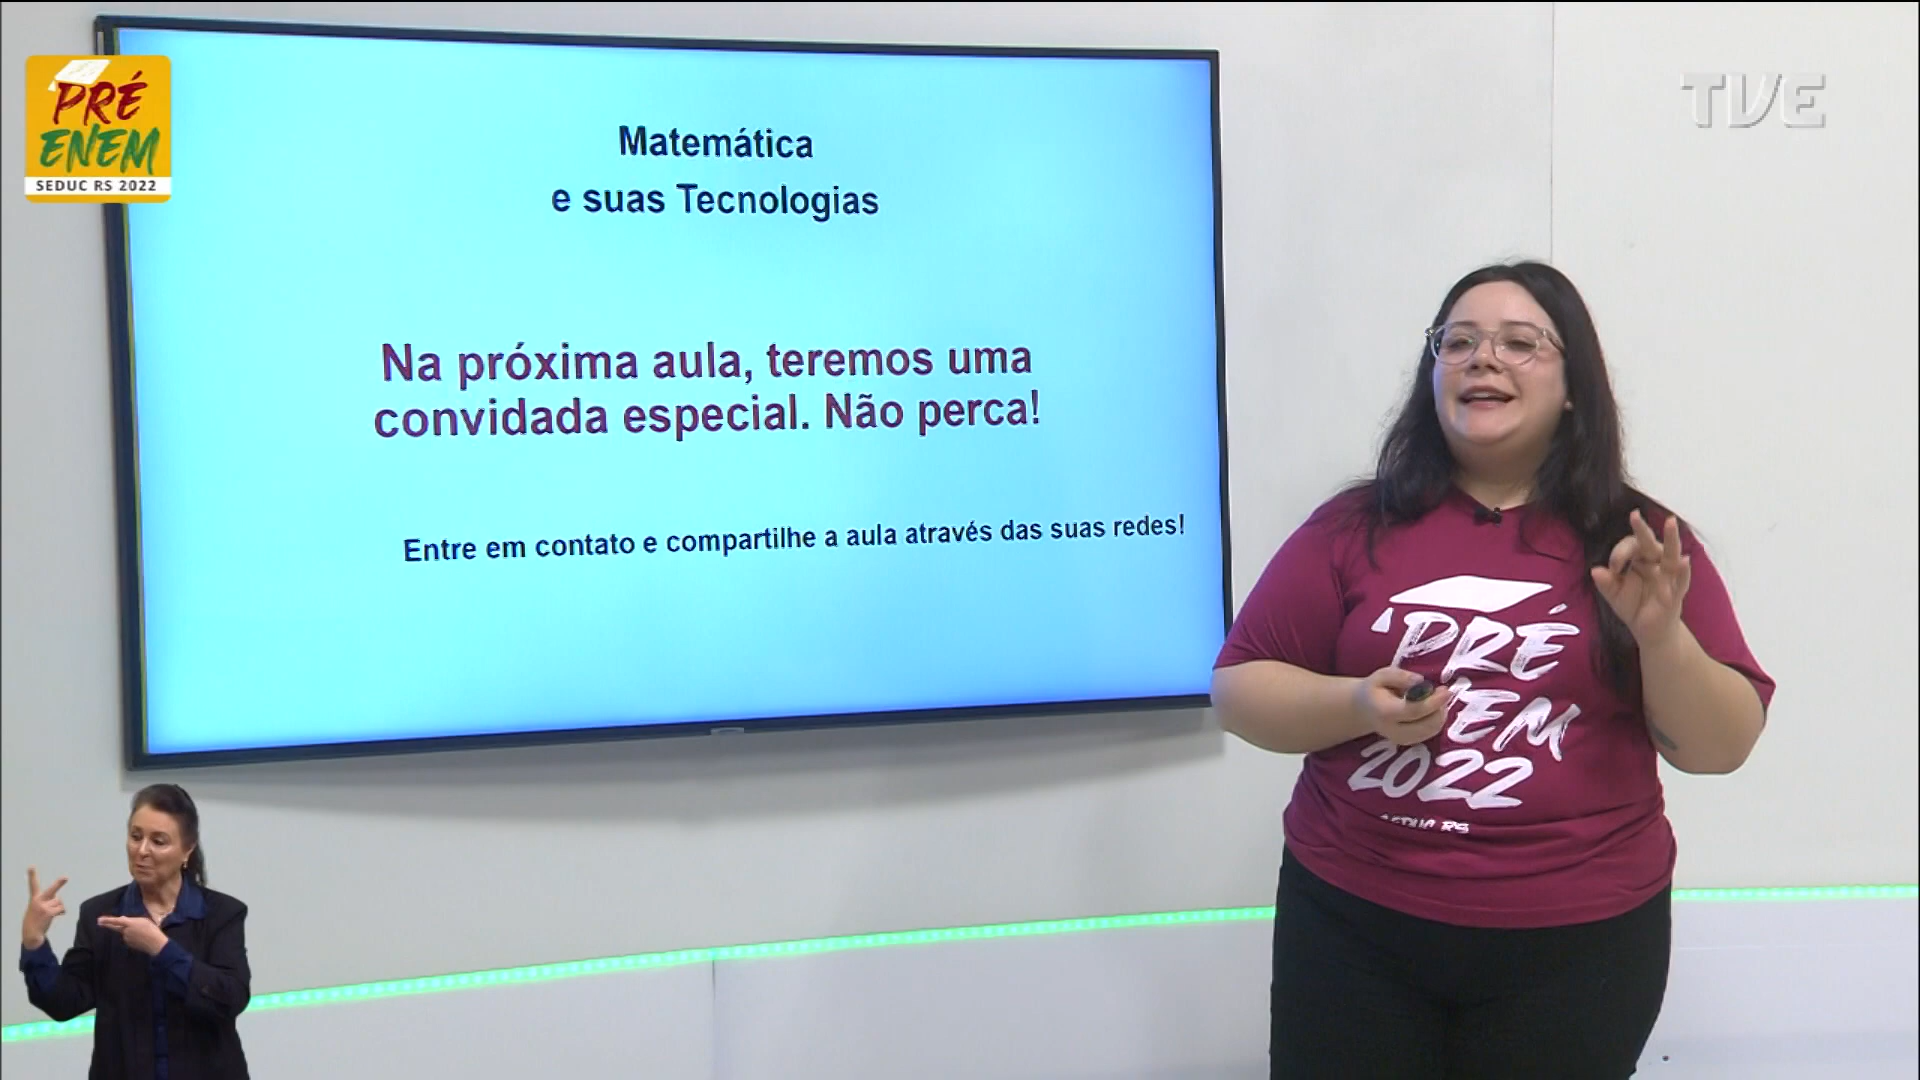 PRÉ
ENEM
SEDUC RS 2022
TVE
Matemática
e suas Tecnologias
Na próxima aula, teremos uma
convidada especial. Não perca!
Entre em contato e compartilhe a aula através das suas redes!
PRÉ
2022